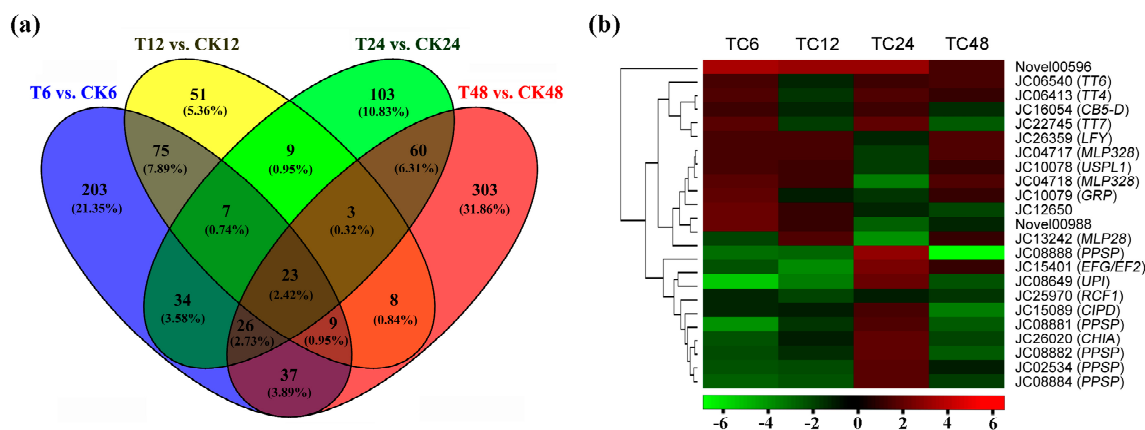 (a)
T12 vs. CK12
T24 vs. CK24
T6 vs. CK6
T48 vs. CK48
51
(5.36%)
103
(10.83%)
75
(7.89%)
9
(0.95%)
60
(6.31%)
203
(21.35%)
303
(31.86%)
7
(0.74%)
3
(0.32%)
23
(2.42%)
34
(3.58%)
8
(0.84%)
26
(2.73%)
9
(0.95%)
37
(3.89%)
(b)
TC6 TC12 TC24 TC48
Novel00596
JC06540 (TT6)
JC06413 (TT4)
JC16054 (CB5-D)
JC22745 (TT7)
JC26359 (LFY)
JC04717 (MLP328)
JC10078 (USPL1)
JC04718 (MLP328)
JC10079 (GRP)
JC12650
Novel00988
JC13242 (MLP28)
JC08888 (PPSP)
JC15401 (EFG/EF2)
JC08649 (UPI)
JC25970 (RCF1)
JC15089 (CIPD)
JC08881 (PPSP)
JC26020 (CHIA)
JC08882 (PPSP)
JC02534 (PPSP)
JC08884 (PPSP)
-6 -4 -2 0 2 4 6